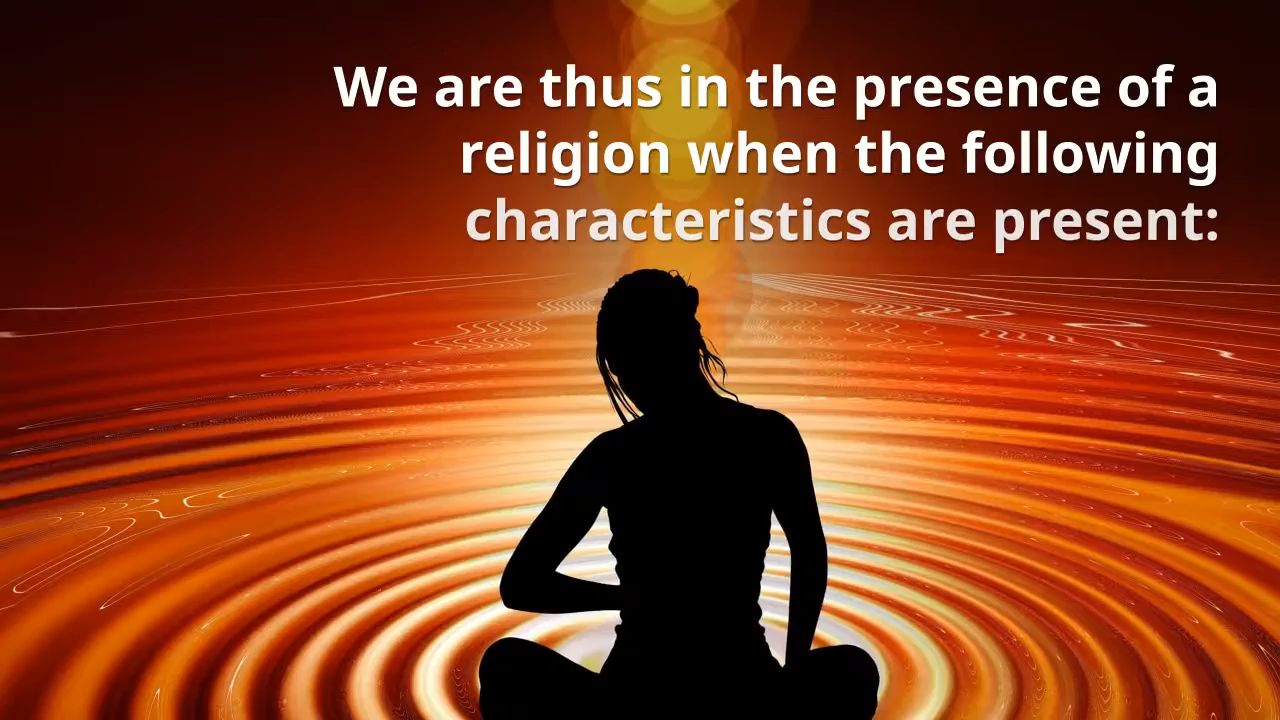 We are thus in the presence of a
religion when the following
characteristics are present: